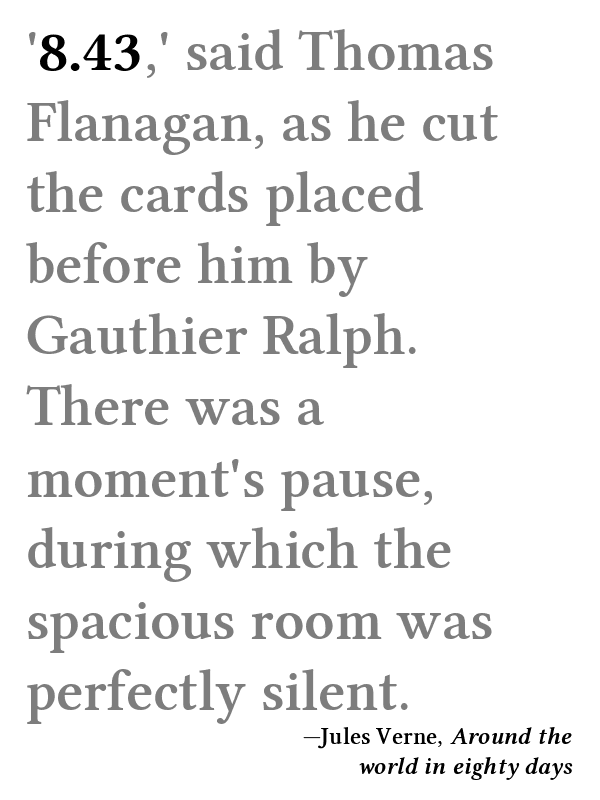 '8.43,' said Thomas
Flanagan, as he cut
the cards placed
before him by
Gauthier Ralph.
There was a
moment's pause,
during which the
spacious room was
perfectly silent.
—Jules Verne, Around the
world in eighty days